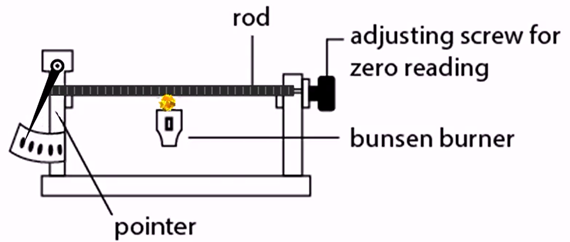 rod
adjusting screw for
zero reading
bunsen burner
pointer